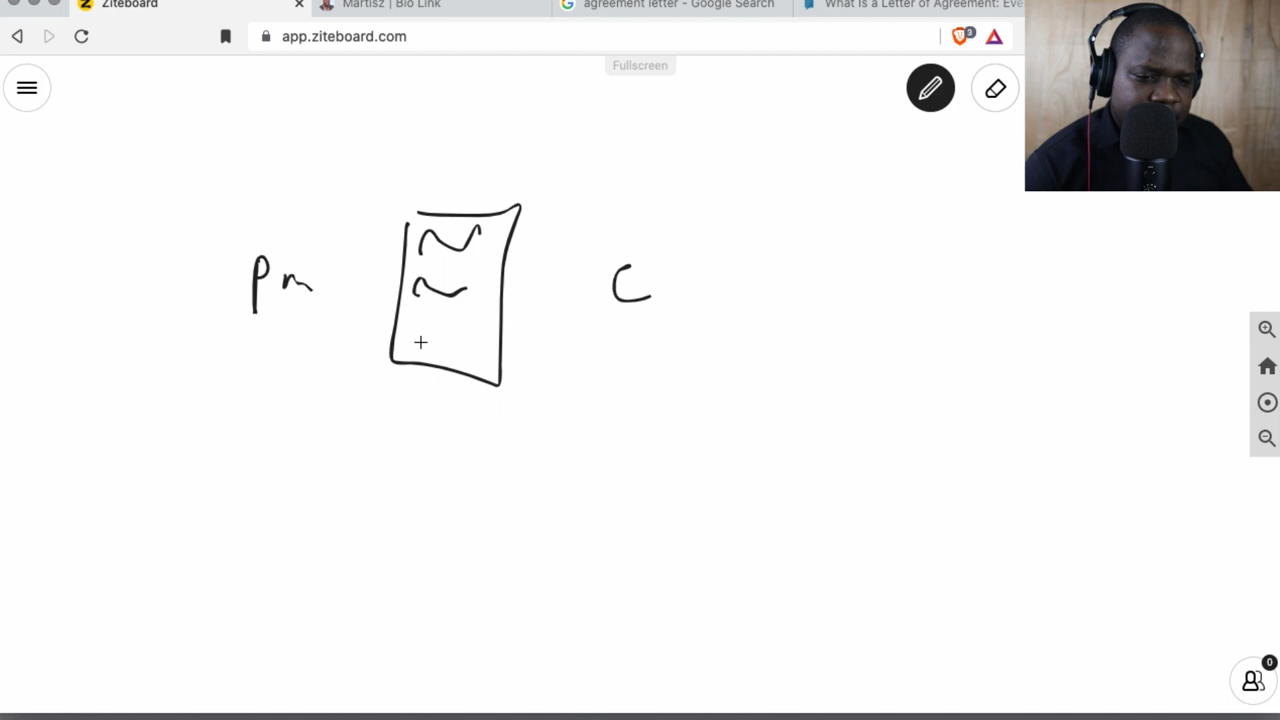 Ziteboard
Martisz | Bio Link
agreement letter - Google Search
What Is a Letter of Agreement: Eve
app.ziteboard.com
3
Fullscreen
Pm
C
0